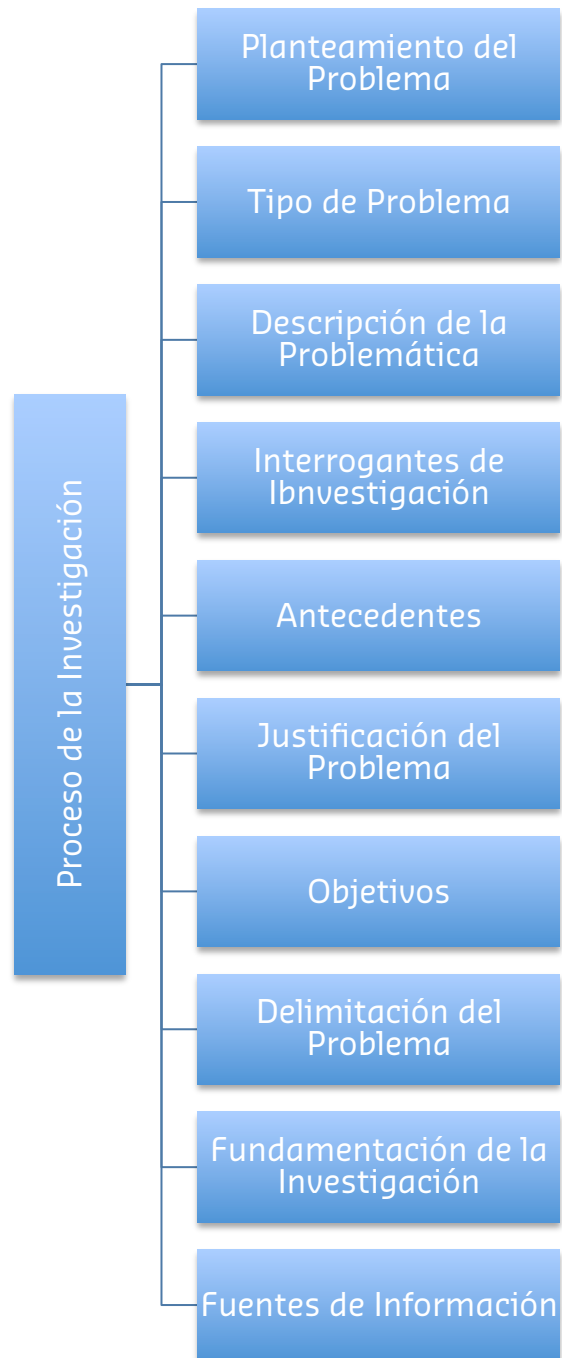 Proceso de la Investigación
Planteamiento del
Problema
Tipo de Problema
Descripción de la
Problemática
Interrogantes de
Ibnvestigación
Antecedentes
Justificación del
Problema
Objetivos
Delimitación del
Problema
Fundamentación de la
Investigación
Fuentes de Información